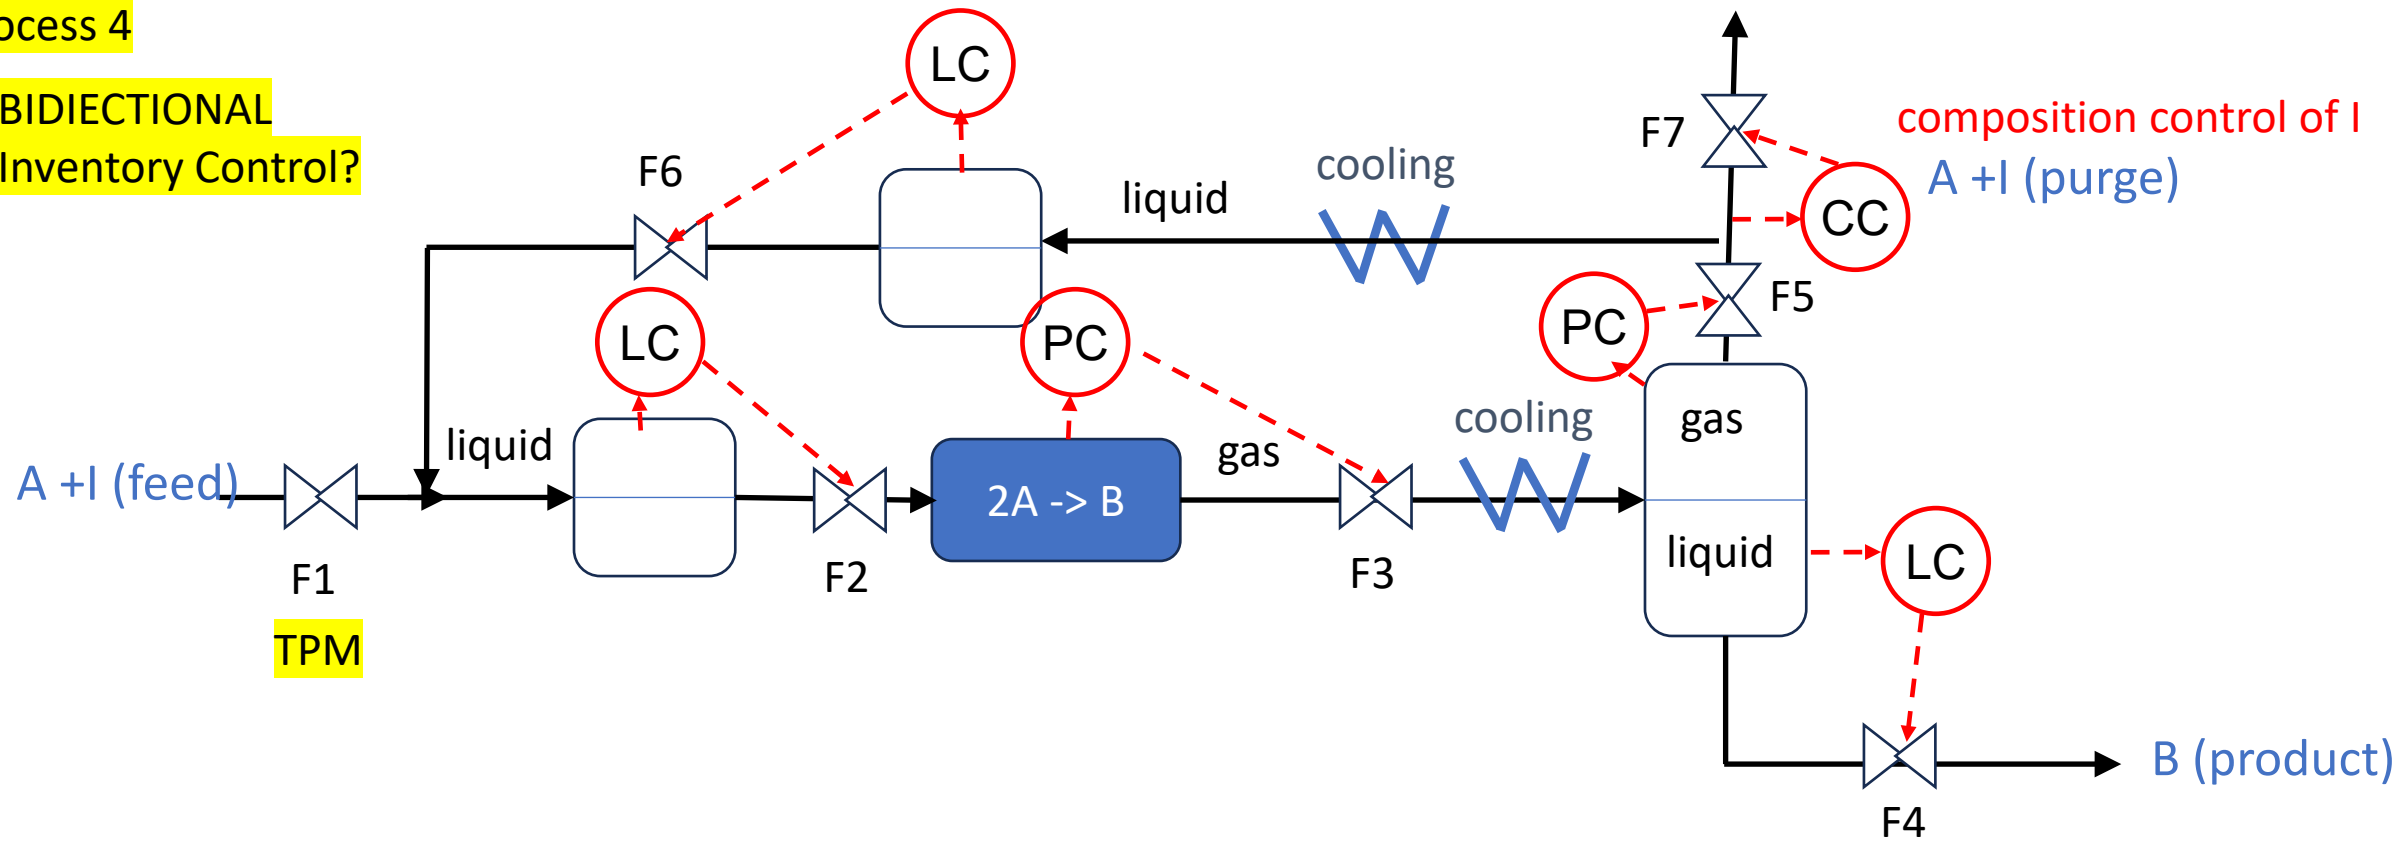 ocess 4
BIDIECTIONAL
Inventory Control?
LC
F6
liquid
cooling
F7
composition control of I
A +I (purge)
CC
F5
PC
LC
PC
cooling
gas
liquid
A +I (feed)
liquid
2A -> B
gas
F1
TPM
F2
F3
LC
B (product)
F4